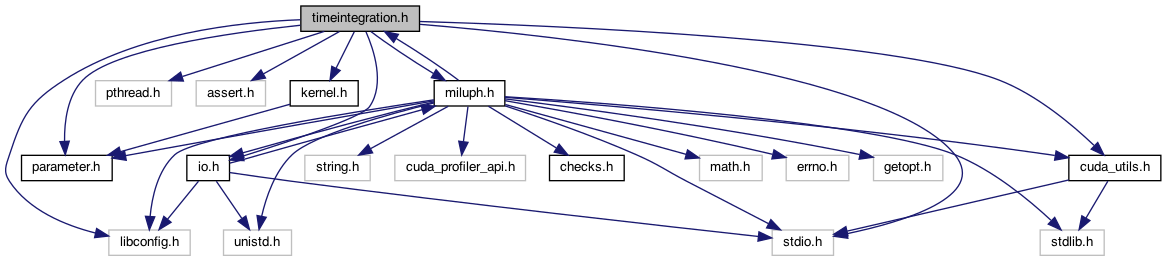 timeintegration.h
pthread.h
assert.h
kernel.h
miluph.h
parameter.h
io.h
string.h
cuda_profiler_api.h
checks.h
math.h
errno.h
getopt.h
cuda_utils.h
libconfig.h
unistd.h
stdio.h
stdlib.h